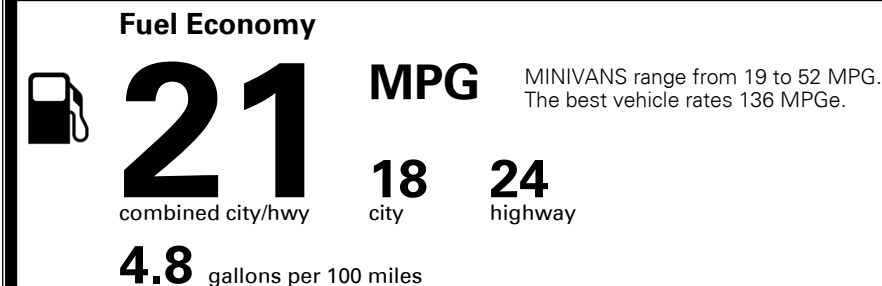 Fuel Economy
21 MPG
MINIVANS range from 19 to 52 MPG.
The best vehicle rates 136 MPGe.
18 24
combined city/hwy city highway
4.8 gallons per 100 miles